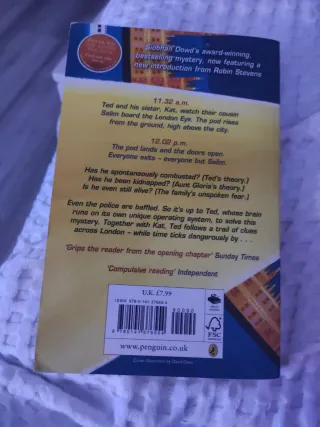 Siobhan Dowd's award-winning,
bestselling mystery, now featuring a
new introduction from Robin Stevens
11.32 a.m.
Ted and his sister, Kat, watch their cousin
Salim board the London Eye. The pod rises
from the ground, high above the city.
12.02 p.m.
The pod lands and the doors open.
Everyone exits – everyone but Salim.
Has he spontaneously combusted? (Ted's theory.)
Has he been kidnapped? (Aunt Gloria's theory.)
Is he even still alive? (The family's unspoken fear.)
Even the police are baffled. So it's up to Ted, whose brain
runs on its own unique operating system, to solve this
mystery. Together with Kat, Ted follows a trail of clues
across London – while time ticks dangerously by . . .
'Grips the reader from the opening chapter' Sunday Times
'Compulsive reading' Independent
U.K. £7.99
ISBN
90000
FSC
www.penguin.co.uk